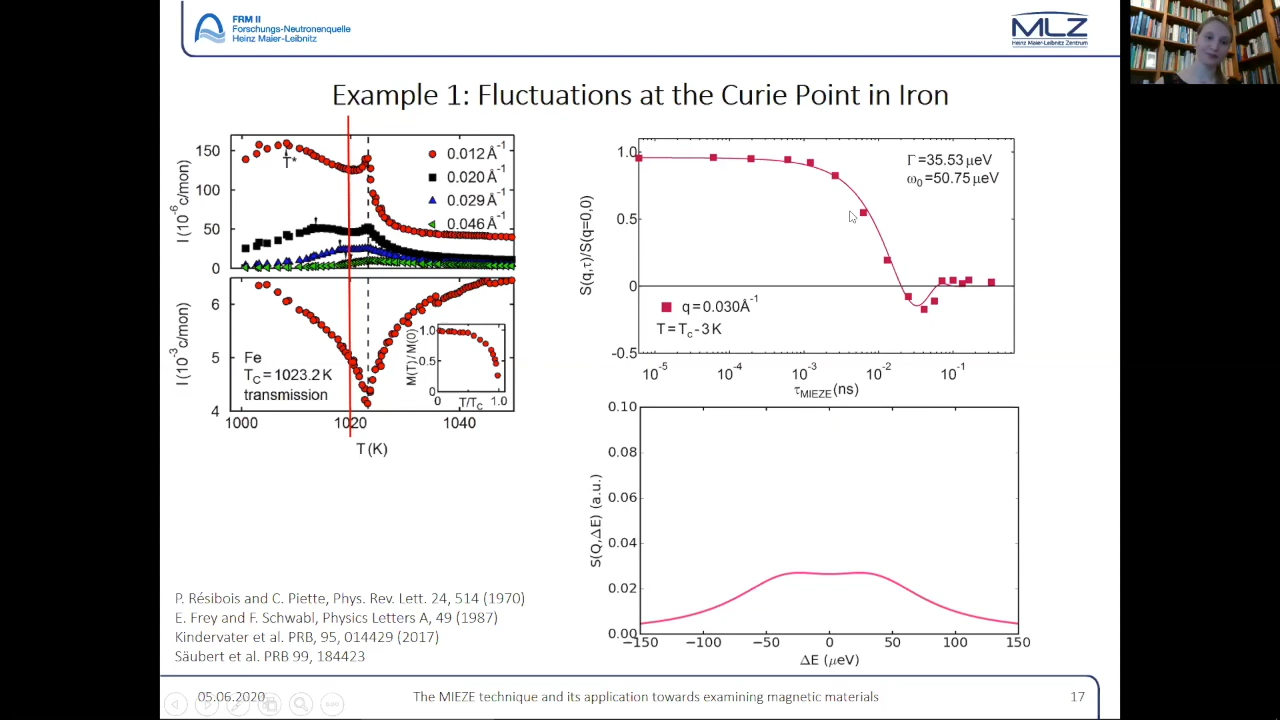 FRM II
Forschungs-Neutronenquelle
Heinz Maier-Leibnitz
MLZ
Heinz Maier-Leibnitz Zentrum
Example 1: Fluctuations at the Curie Point in Iron
I (10⁻⁶ c/mon)
150
100
50
0
T*
0.012 Å⁻¹
0.020 Å⁻¹
0.029 Å⁻¹
0.046 Å⁻¹
I (10⁻³ c/mon)
6
5
4
Fe
T_C = 1023.2 K
transmission
M(T) / M(0)
1.0
0.5
0
0 1.0
T/T_C
1000 1020 1040
T (K)
S(q,τ)/S(q=0,0)
1.0
0.5
0
-0.5
Γ=35.53 μeV
ω₀=50.75 μeV
q=0.030Å⁻¹
T=T_C-3 K
10⁻⁵ 10⁻⁴ 10⁻³ 10⁻² 10⁻¹
τ_MIEZE (ns)
S(Q,ΔE) (a.u.)
0.10
0.08
0.06
0.04
0.02
0.00
−150 −100 −50 0 50 100 150
ΔE (μeV)
P. Résibois and C. Piette, Phys. Rev. Lett. 24, 514 (1970)
E. Frey and F. Schwabl, Physics Letters A, 49 (1987)
Kindervater et al. PRB, 95, 014429 (2017)
Säubert et al. PRB 99, 184423
05.06.2020 The MIEZE technique and its application towards examining magnetic materials 17